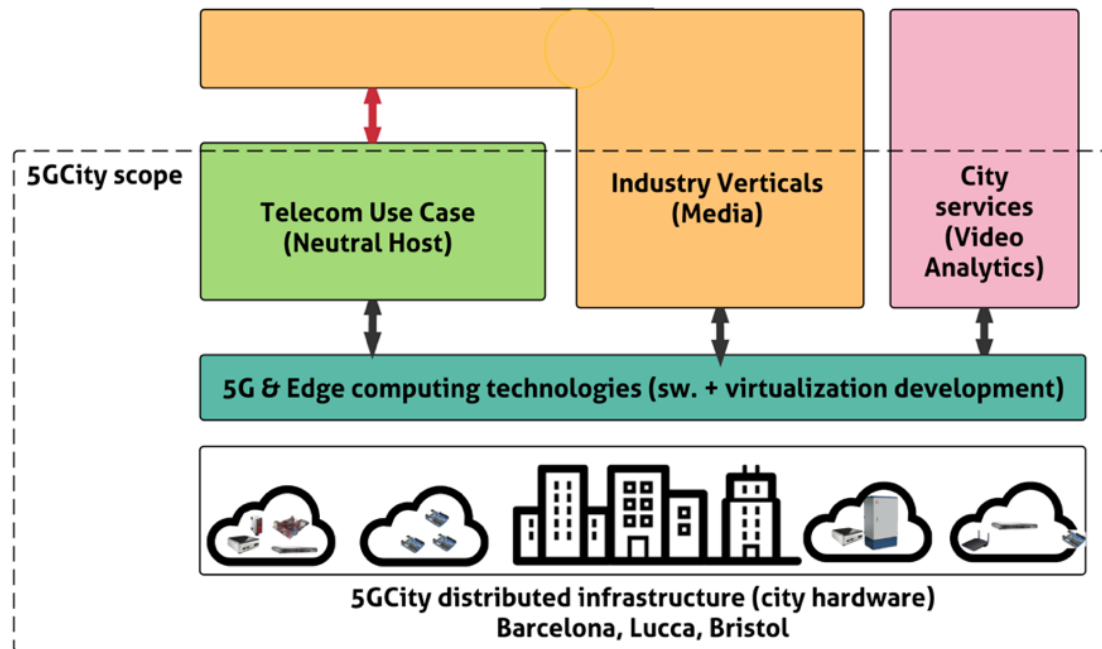 5GCity scope
Telecom Use Case
(Neutral Host)
Industry Verticals
(Media)
City
services
(Video
Analytics)
5G & Edge computing technologies (sw. + virtualization development)
5GCity distributed infrastructure (city hardware)
Barcelona, Lucca, Bristol